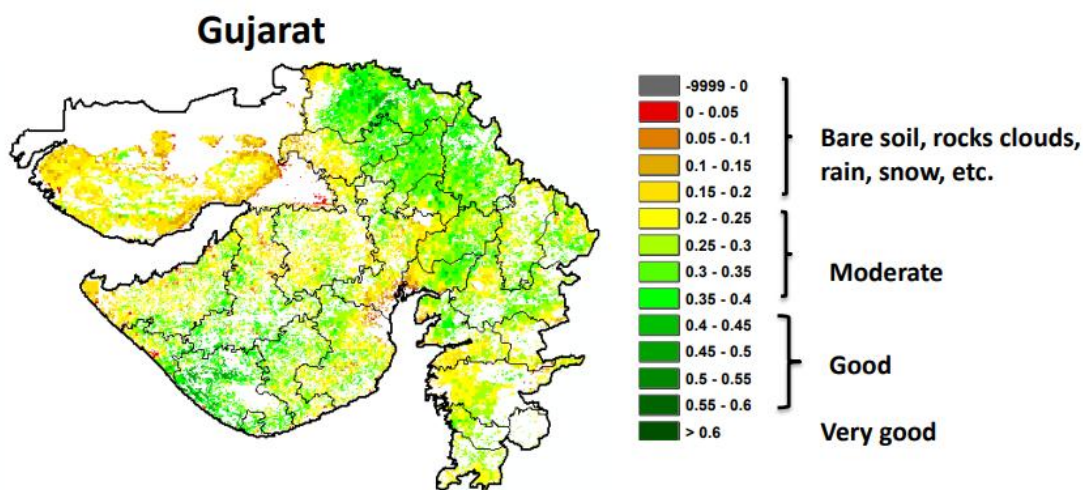 Gujarat
-9999 - 0
0 - 0.05
0.05 - 0.1
0.1 - 0.15
0.15 - 0.2
0.2 - 0.25
0.25 - 0.3
0.3 - 0.35
0.35 - 0.4
0.4 - 0.45
0.45 - 0.5
0.5 - 0.55
0.55 - 0.6
> 0.6
Bare soil, rocks clouds,
rain, snow, etc.
Moderate
Good
Very good